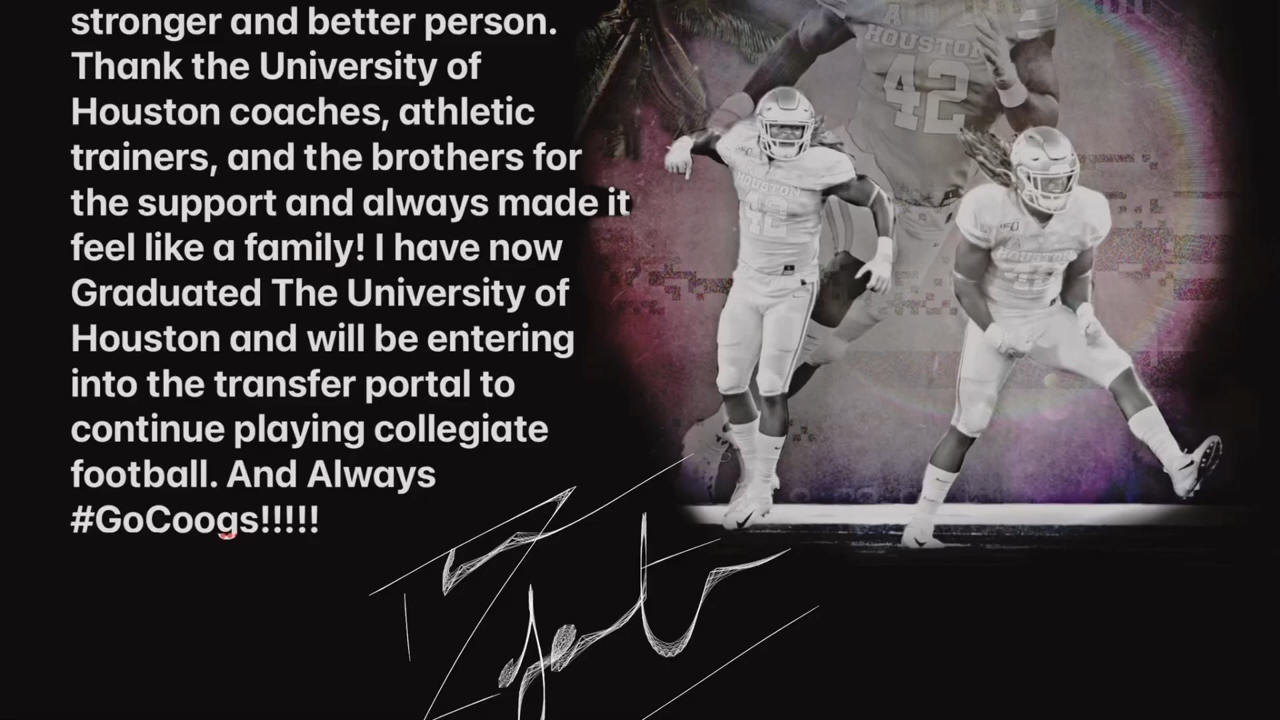 stronger and better person.
Thank the University of
Houston coaches, athletic
trainers, and the brothers for
the support and always made it
feel like a family! I have now
Graduated The University of
Houston and will be entering
into the transfer portal to
continue playing collegiate
football. And Always
#GoCoogs!!!!!
HOUSTON
42
HOUSTON
42
HOUSTON